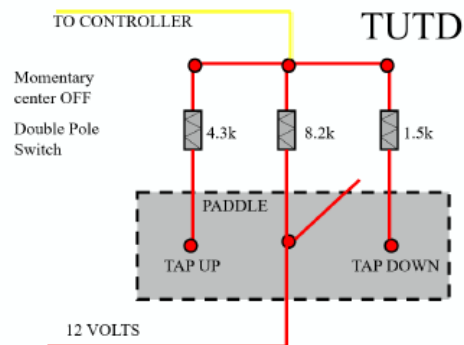 TO CONTROLLER
TUTD
Momentary
center OFF
Double Pole
Switch
4.3k
8.2k
1.5k
PADDLE
TAP UP
TAP DOWN
12 VOLTS